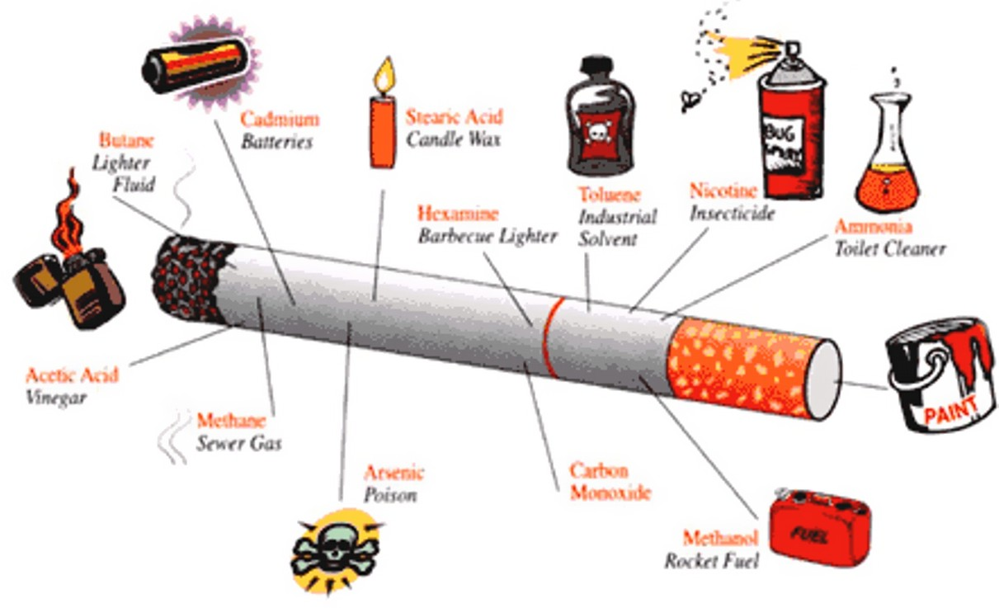 Cadmium
Batteries
Stearic Acid
Candle Wax
Butane
Lighter
Fluid
BUG
SPRAY
Toluene
Industrial
Solvent
Nicotine
Insecticide
Hexamine
Barbecue Lighter
Ammonia
Toilet Cleaner
Acetic Acid
Vinegar
PAINT
Methane
Sewer Gas
Arsenic
Poison
Carbon
Monoxide
Methanol
Rocket Fuel
FUEL